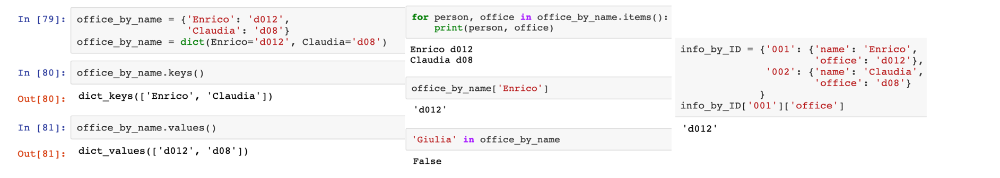 In [79]: office_by_name = {'Enrico': 'd012',
'Claudia': 'd08'}
office_by_name = dict(Enrico='d012', Claudia='d08')
In [80]: office_by_name.keys()
Out[80]: dict_keys(['Enrico', 'Claudia'])
In [81]: office_by_name.values()
Out[81]: dict_values(['d012', 'd08'])
for person, office in office_by_name.items():
print(person, office)
Enrico d012
Claudia d08
office_by_name['Enrico']
'd012'
'Giulia' in office_by_name
False
info_by_ID = {'001': {'name': 'Enrico',
'office': 'd012'},
'002': {'name': 'Claudia',
'office': 'd08'}
}
info_by_ID['001']['office']
'd012'